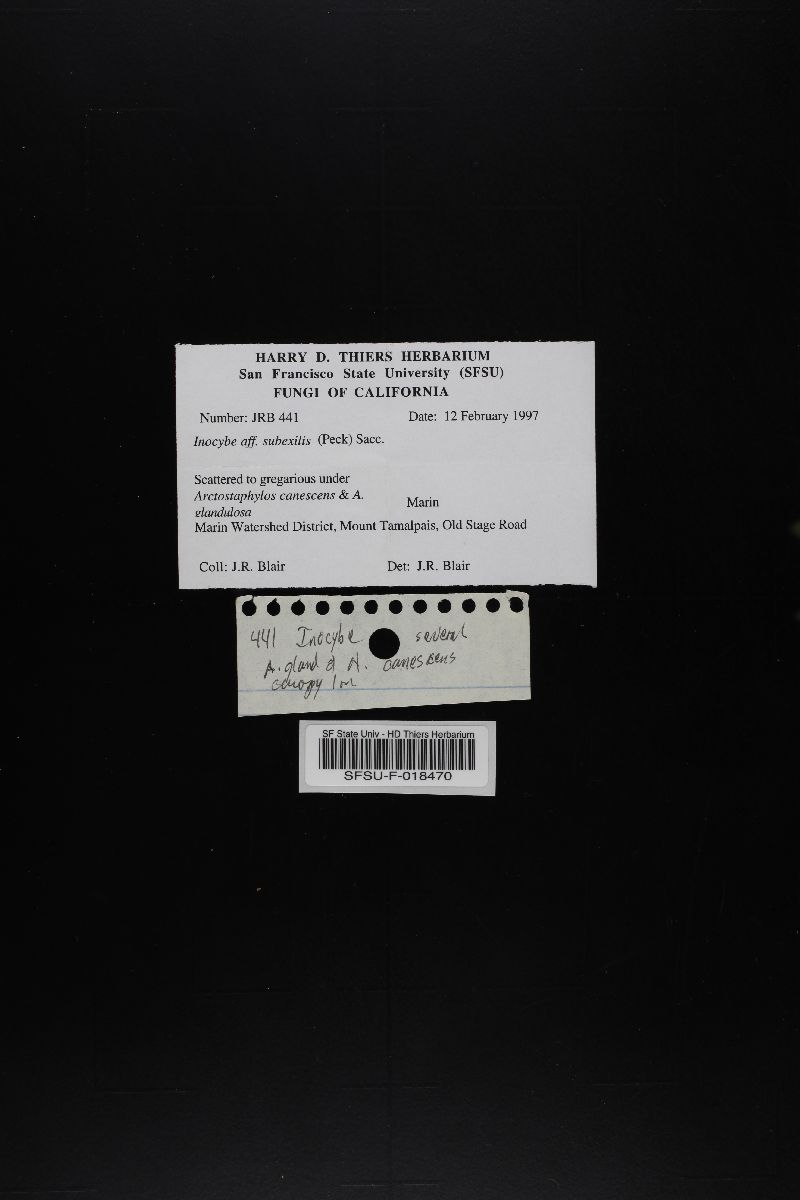 HARRY D. THIERS HERBARIUM
San Francisco State University (SFSU)
FUNGI OF CALIFORNIA
Number: JRB 441 Date: 12 February 1997
Inocybe aff. subexilis (Peck) Sacc.
Scattered to gregarious under
Arctostaphylos canescens & A. Marin
glandulosa
Marin Watershed District, Mount Tamalpais, Old Stage Road
Coll: J.R. Blair Det: J.R. Blair
441 Inocybe several
A. gland & A. canescens
canopy 1m
SF State Univ - HD Thiers Herbarium
SFSU-F-018470